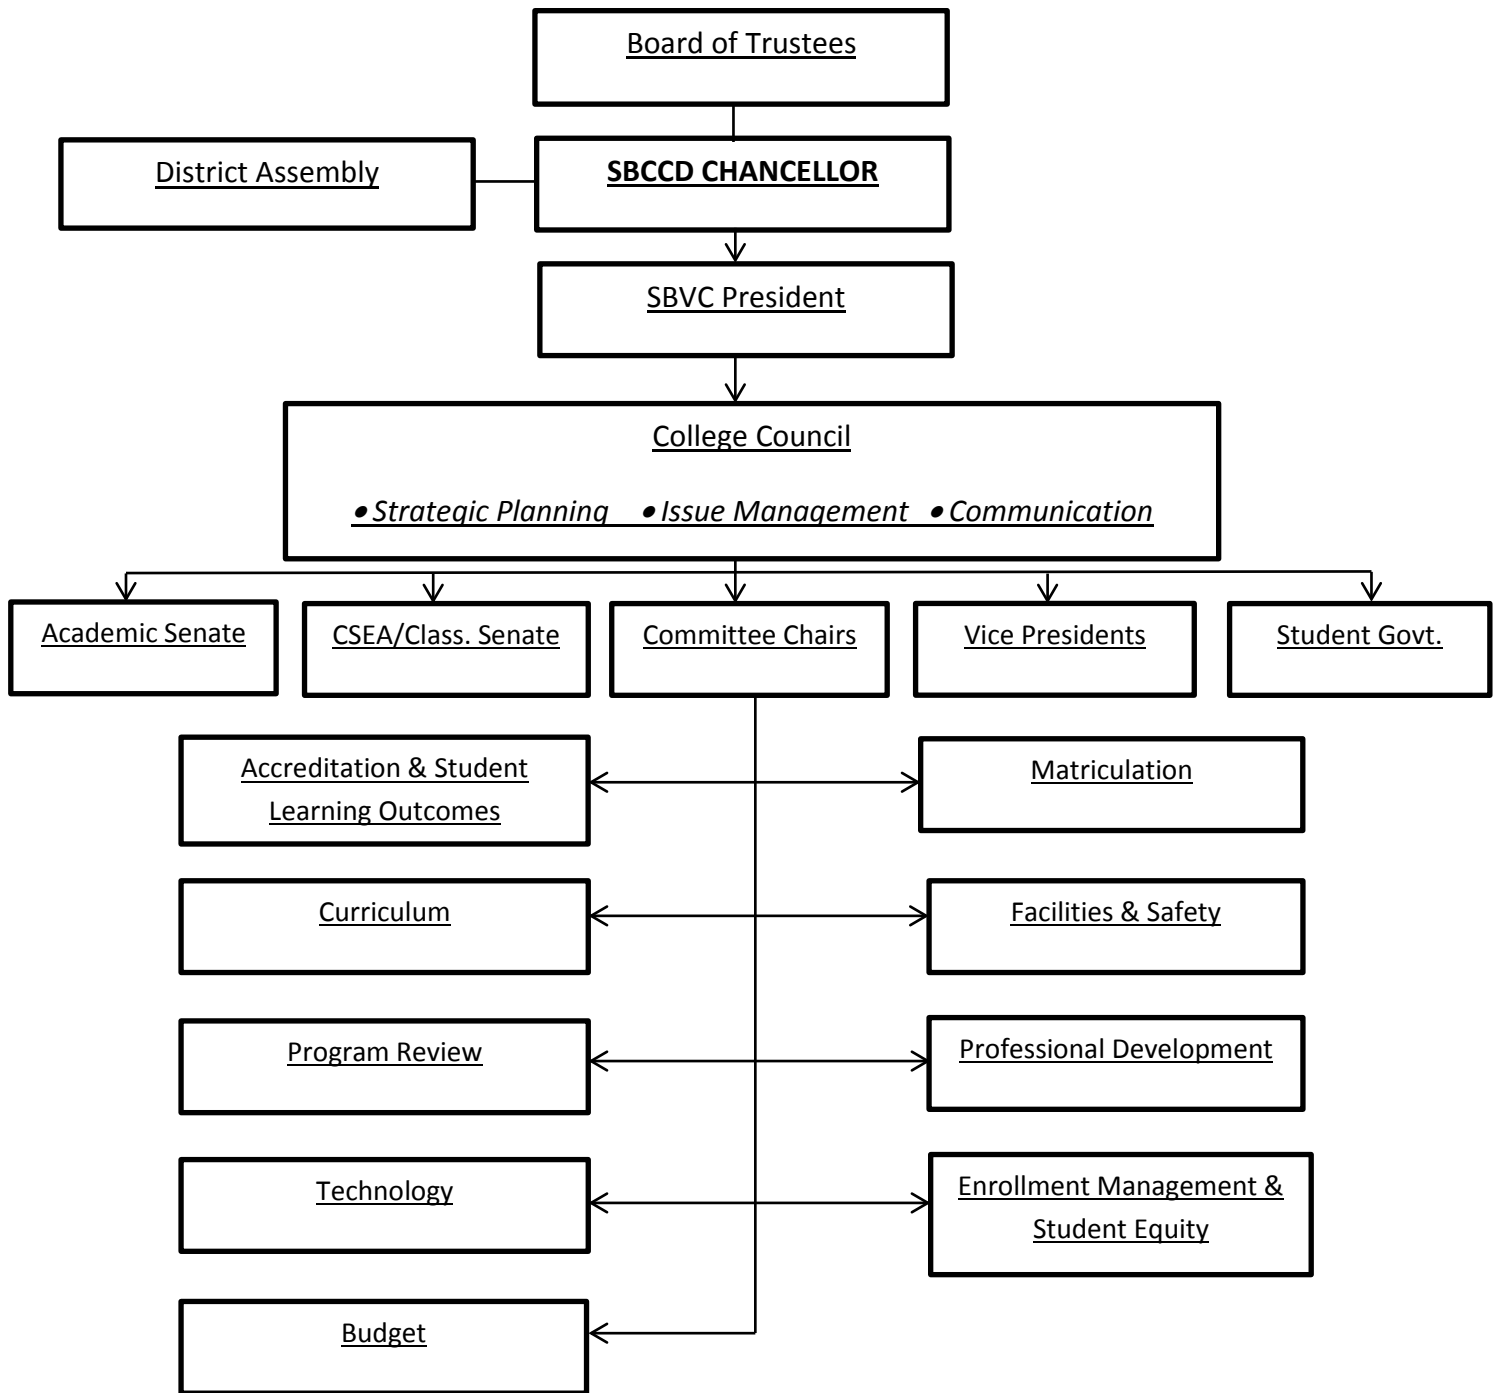 Board of Trustees
District Assembly
SBCCD CHANCELLOR
SBVC President
College Council
• Strategic Planning • Issue Management • Communication
Academic Senate
CSEA/Class. Senate
Committee Chairs
Vice Presidents
Student Govt.
Accreditation & Student
Learning Outcomes
Matriculation
Curriculum
Facilities & Safety
Program Review
Professional Development
Technology
Enrollment Management &
Student Equity
Budget